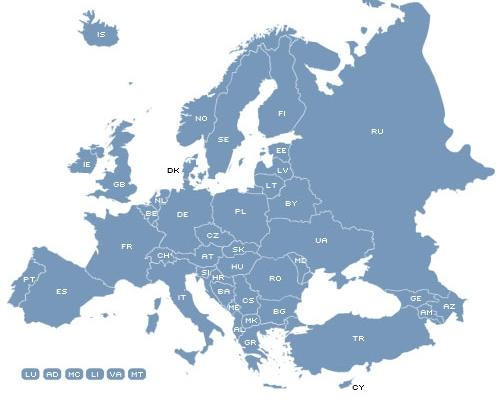 IS
NO
SE
FI
RU
EE
LV
LT
DK
IE
GB
NL
BE
DE
PL
BY
CZ
UA
FR
CH
AT
SK
HU
MD
SI
HR
RO
PT
ES
IT
BA
CS
ME
BG
MK
AL
GR
GE
AM
AZ
TR
CY
LU AD MC LI VA MT